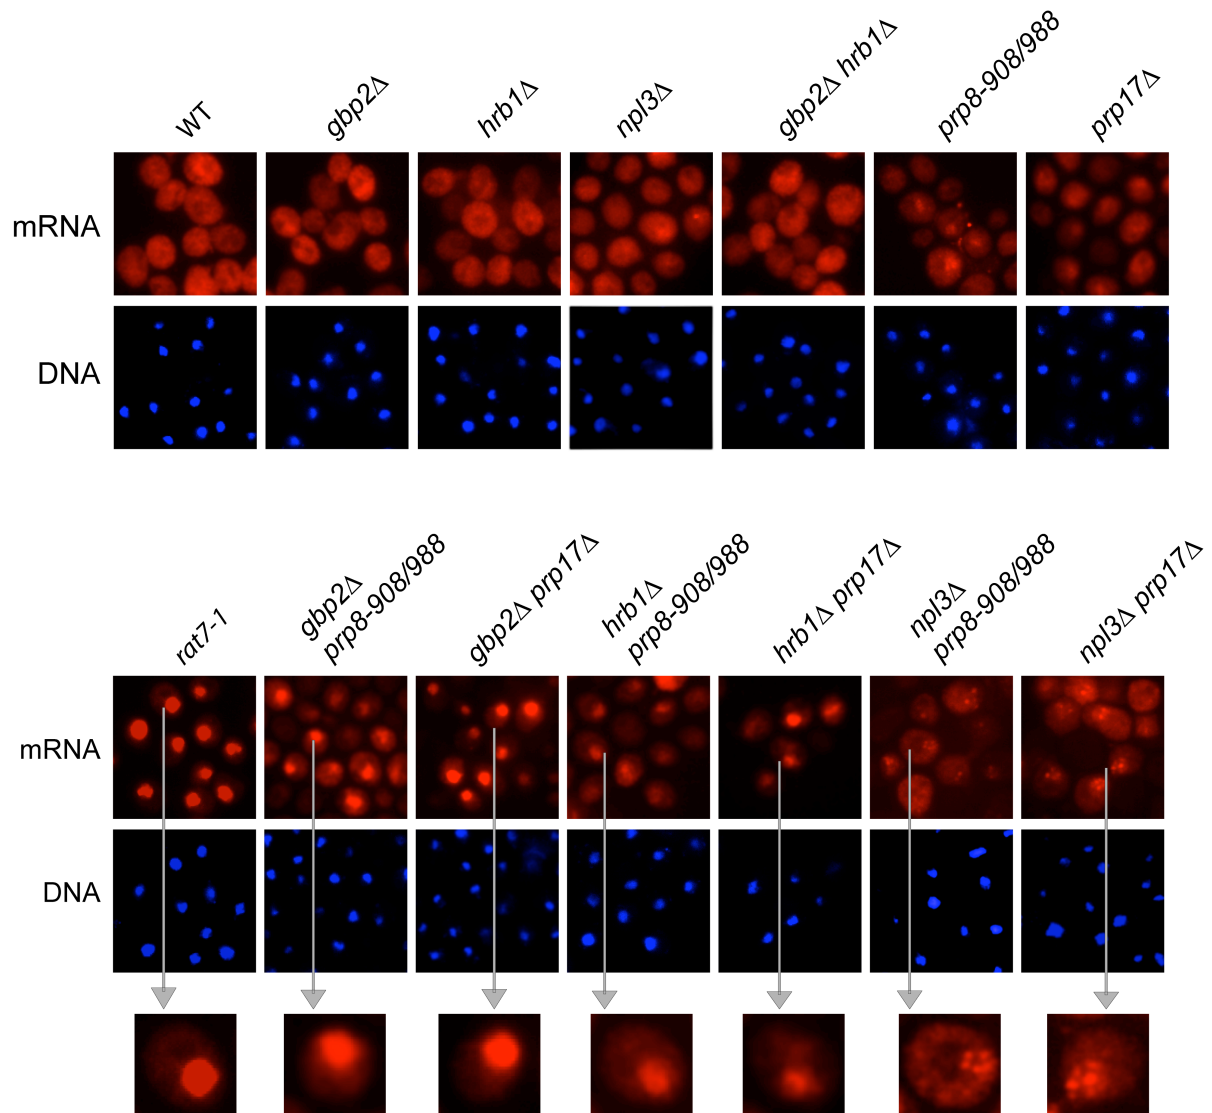 WT
gbp2Δ
hrb1Δ
npl3Δ
gbp2Δ hrb1Δ
prp8-908/988
prp17Δ
mRNA
DNA
rat7-1
gbp2Δ
prp8-908/988
gbp2Δ prp17Δ
hrb1Δ
prp8-908/988
hrb1Δ prp17Δ
npl3Δ
prp8-908/988
npl3Δ prp17Δ
mRNA
DNA